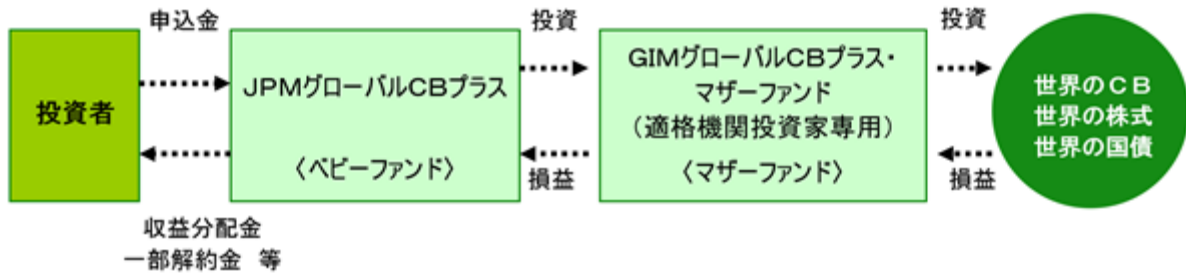 申込金
投資
投資
投資者
JPMグローバルCBプラス
〈ベビーファンド〉
GIMグローバルCBプラス・
マザーファンド
（適格機関投資家専用）
〈マザーファンド〉
世界のＣＢ
世界の株式
世界の国債
損益
損益
収益分配金
一部解約金　等